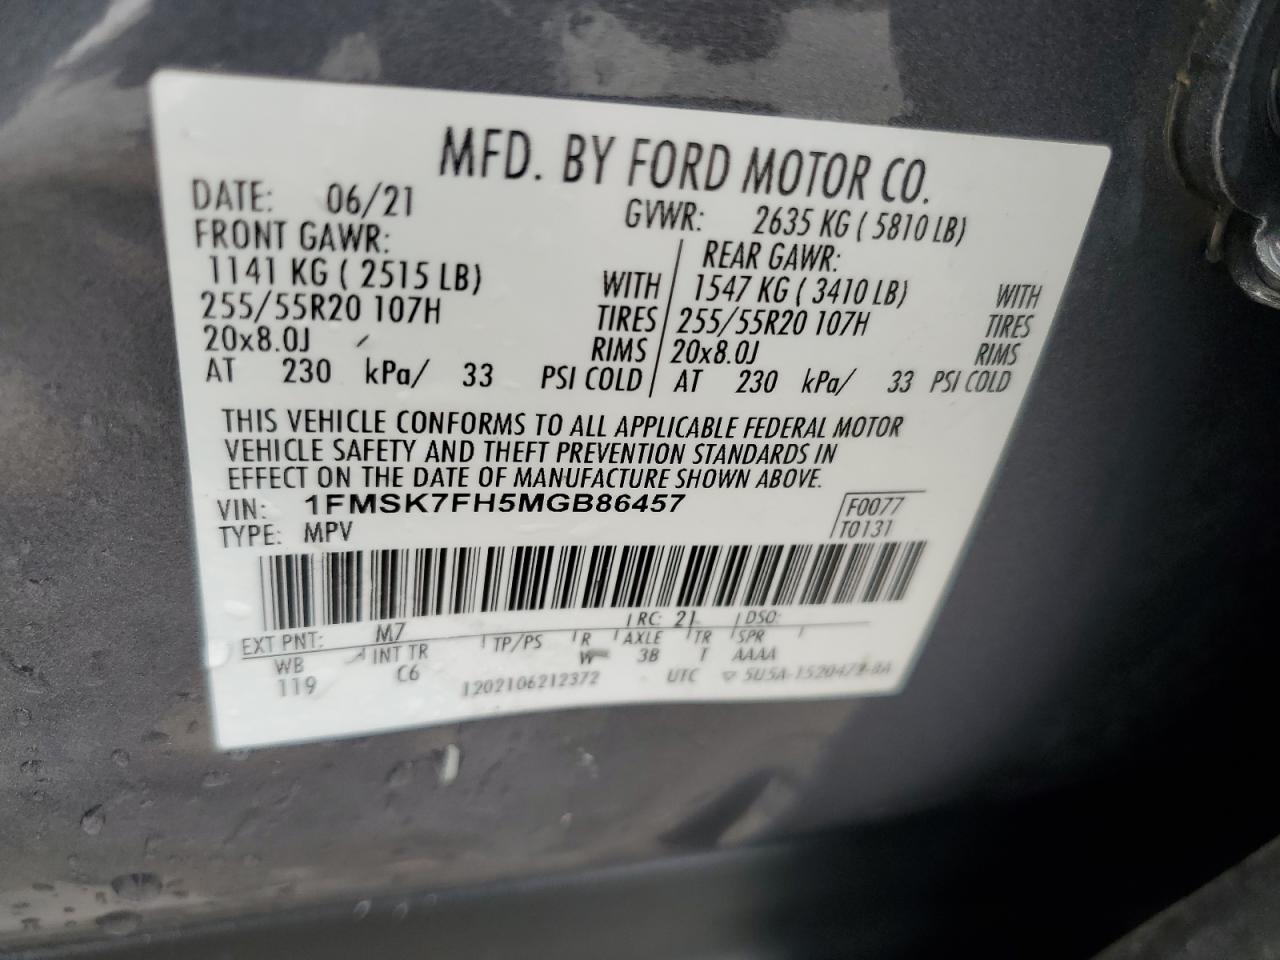 MFD. BY FORD MOTOR CO.
DATE: 06/21 GVWR: 2635 KG ( 5810 LB)
FRONT GAWR: REAR GAWR:
1141 KG ( 2515 LB) WITH 1547 KG ( 3410 LB) WITH
255/55R20 107H TIRES 255/55R20 107H TIRES
20x8.0J RIMS 20x8.0J RIMS
AT 230 kPa/ 33 PSI COLD AT 230 kPa/ 33 PSI COLD
THIS VEHICLE CONFORMS TO ALL APPLICABLE FEDERAL MOTOR
VEHICLE SAFETY AND THEFT PREVENTION STANDARDS IN
EFFECT ON THE DATE OF MANUFACTURE SHOWN ABOVE.
VIN: 1FMSK7FH5MGB86457 F0077
TYPE: MPV T0131
EXT PNT: M7 RC: 21 DSO:
WB INT TR TP/PS R AXLE TR SPR
119 C6 W 38 T AAAA
1202106212372 UTC